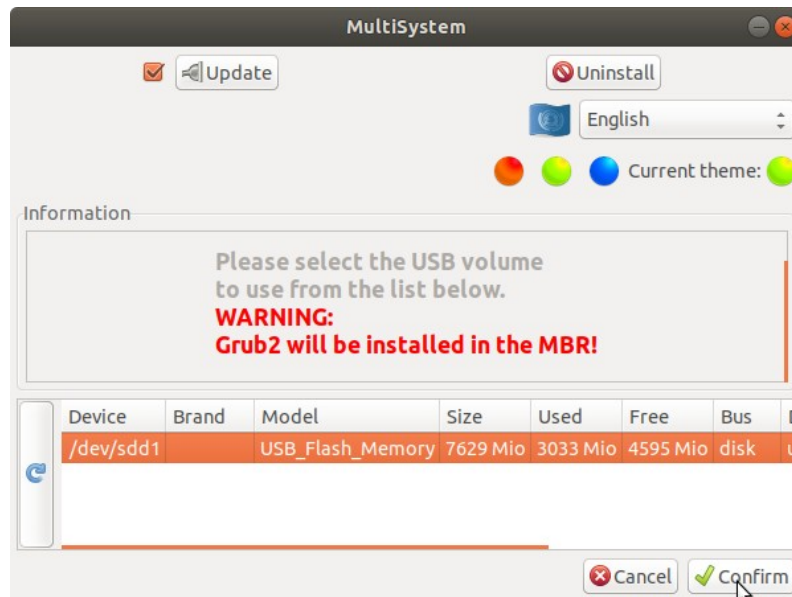 MultiSystem
Update
Uninstall
English
Current theme:
Information
Please select the USB volume
to use from the list below.
WARNING:
Grub2 will be installed in the MBR!
Device Brand Model Size Used Free Bus
/dev/sdd1 USB_Flash_Memory 7629 Mio 3033 Mio 4595 Mio disk
Cancel Confirm